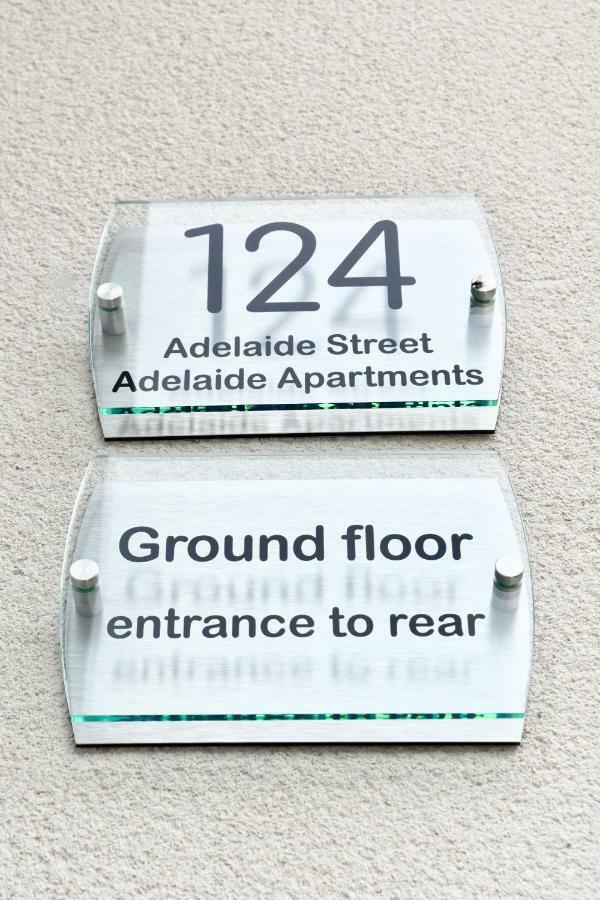 124
Adelaide Street
Adelaide Apartments
Ground floor
entrance to rear